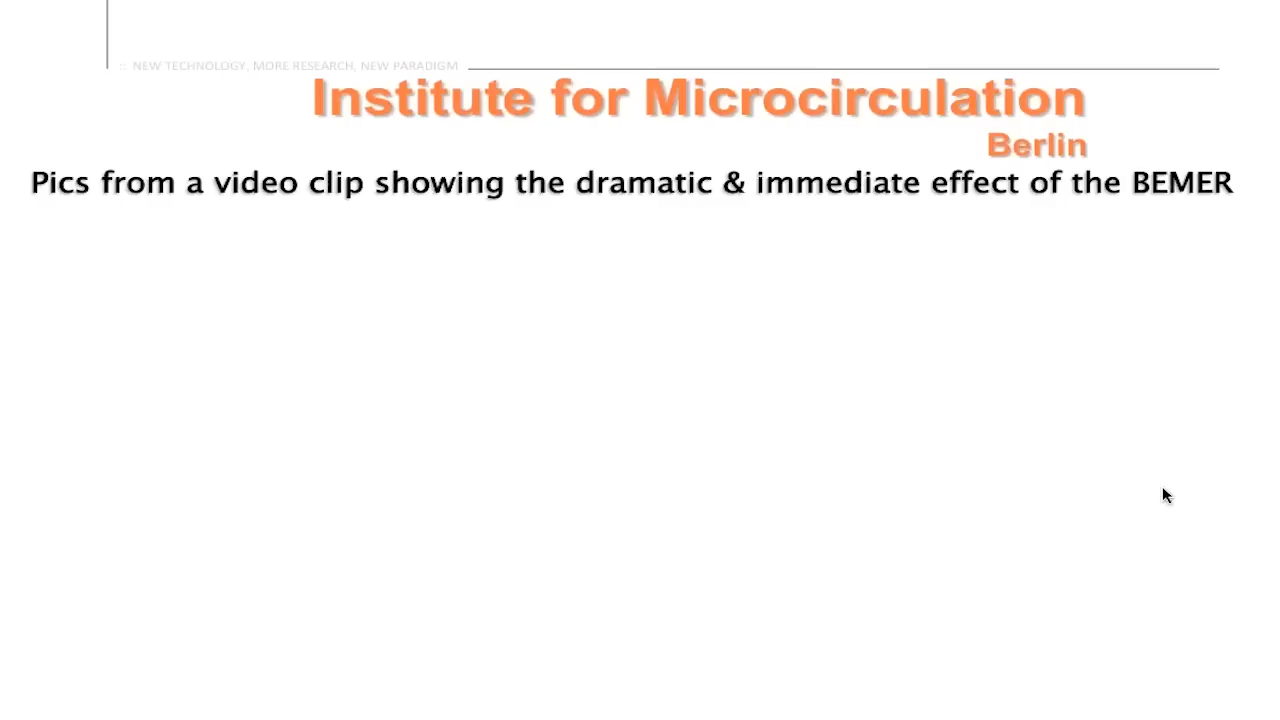 :: NEW TECHNOLOGY, MORE RESEARCH, NEW PARADIGM
Institute for Microcirculation
Berlin
Pics from a video clip showing the dramatic & immediate effect of the BEMER